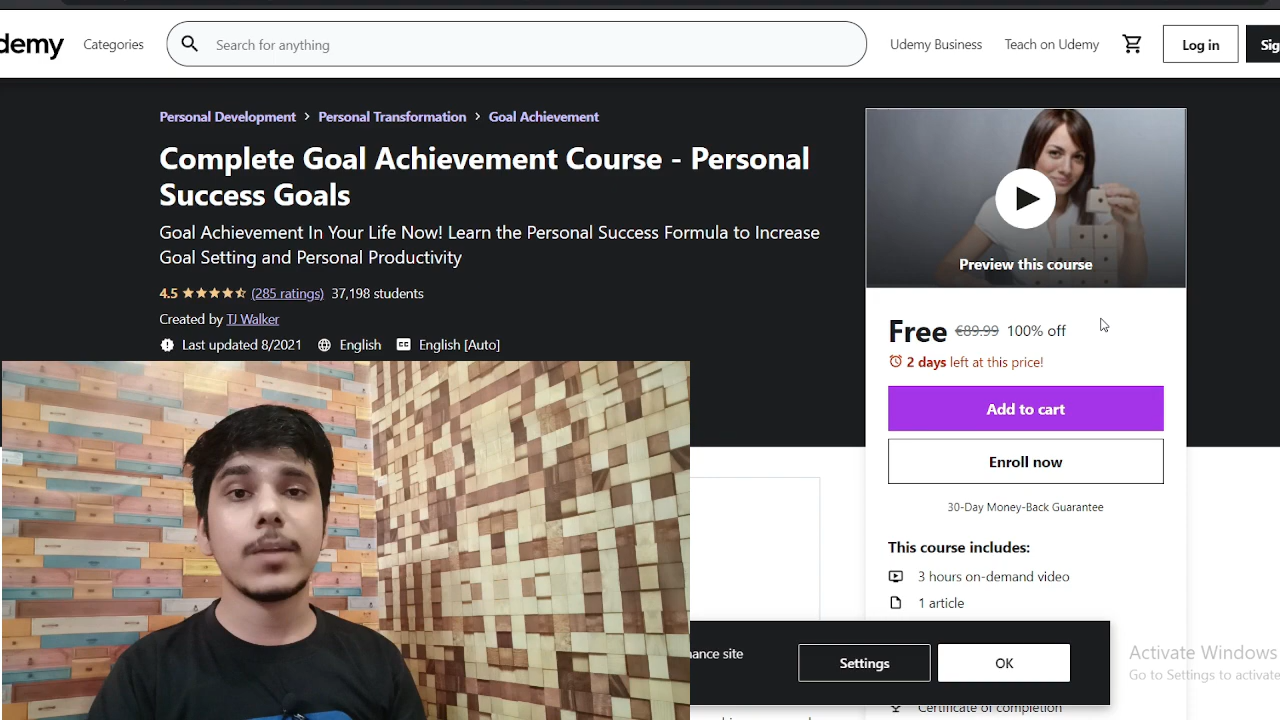 demy Categories Search for anything Udemy Business Teach on Udemy Log in Sig
Personal Development > Personal Transformation > Goal Achievement
Complete Goal Achievement Course - Personal
Success Goals
Goal Achievement In Your Life Now! Learn the Personal Success Formula to Increase
Goal Setting and Personal Productivity
4.5 (285 ratings) 37,198 students
Created by TJ Walker
Last updated 8/2021 English English [Auto]
Preview this course
Free €89.99 100% off
2 days left at this price!
Add to cart
Enroll now
30-Day Money-Back Guarantee
This course includes:
3 hours on-demand video
1 article
ance site
Settings
OK
Certificate of completion
Activate Windows
Go to Settings to activate